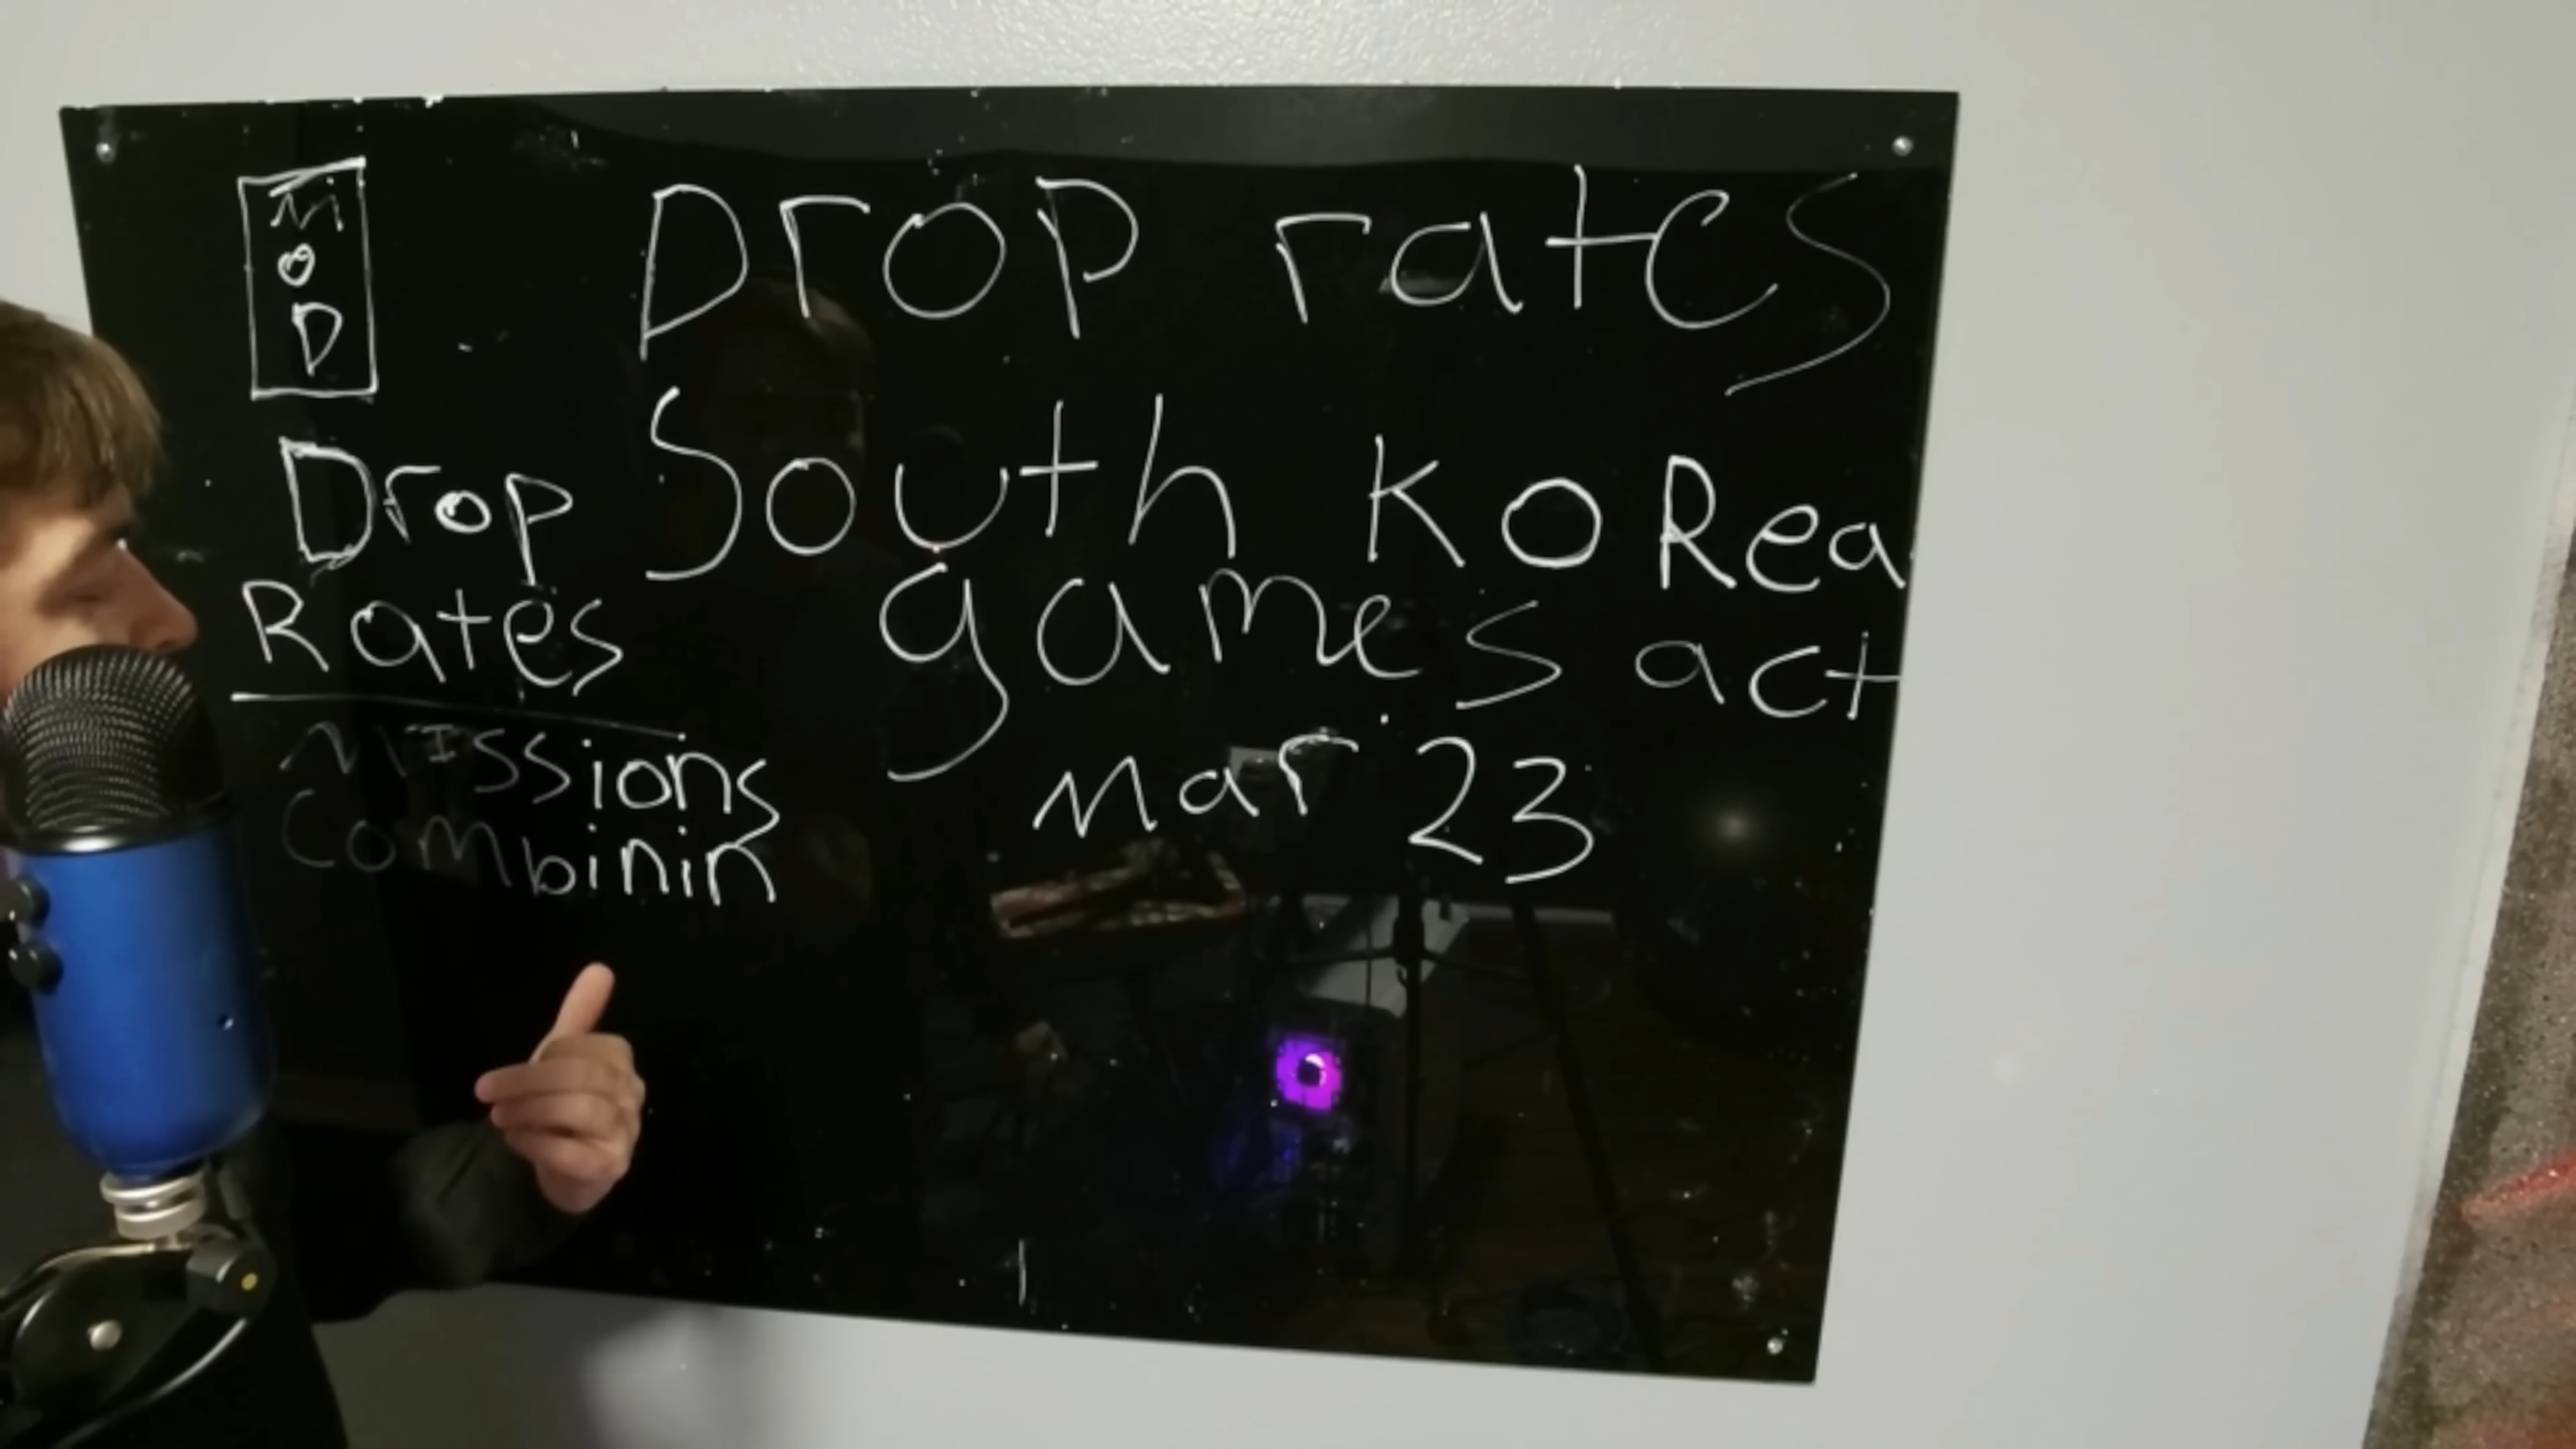 MOD
Drop
Rates
Missions
Combinin
Drop rates
South KoRea
games act
Mar 23